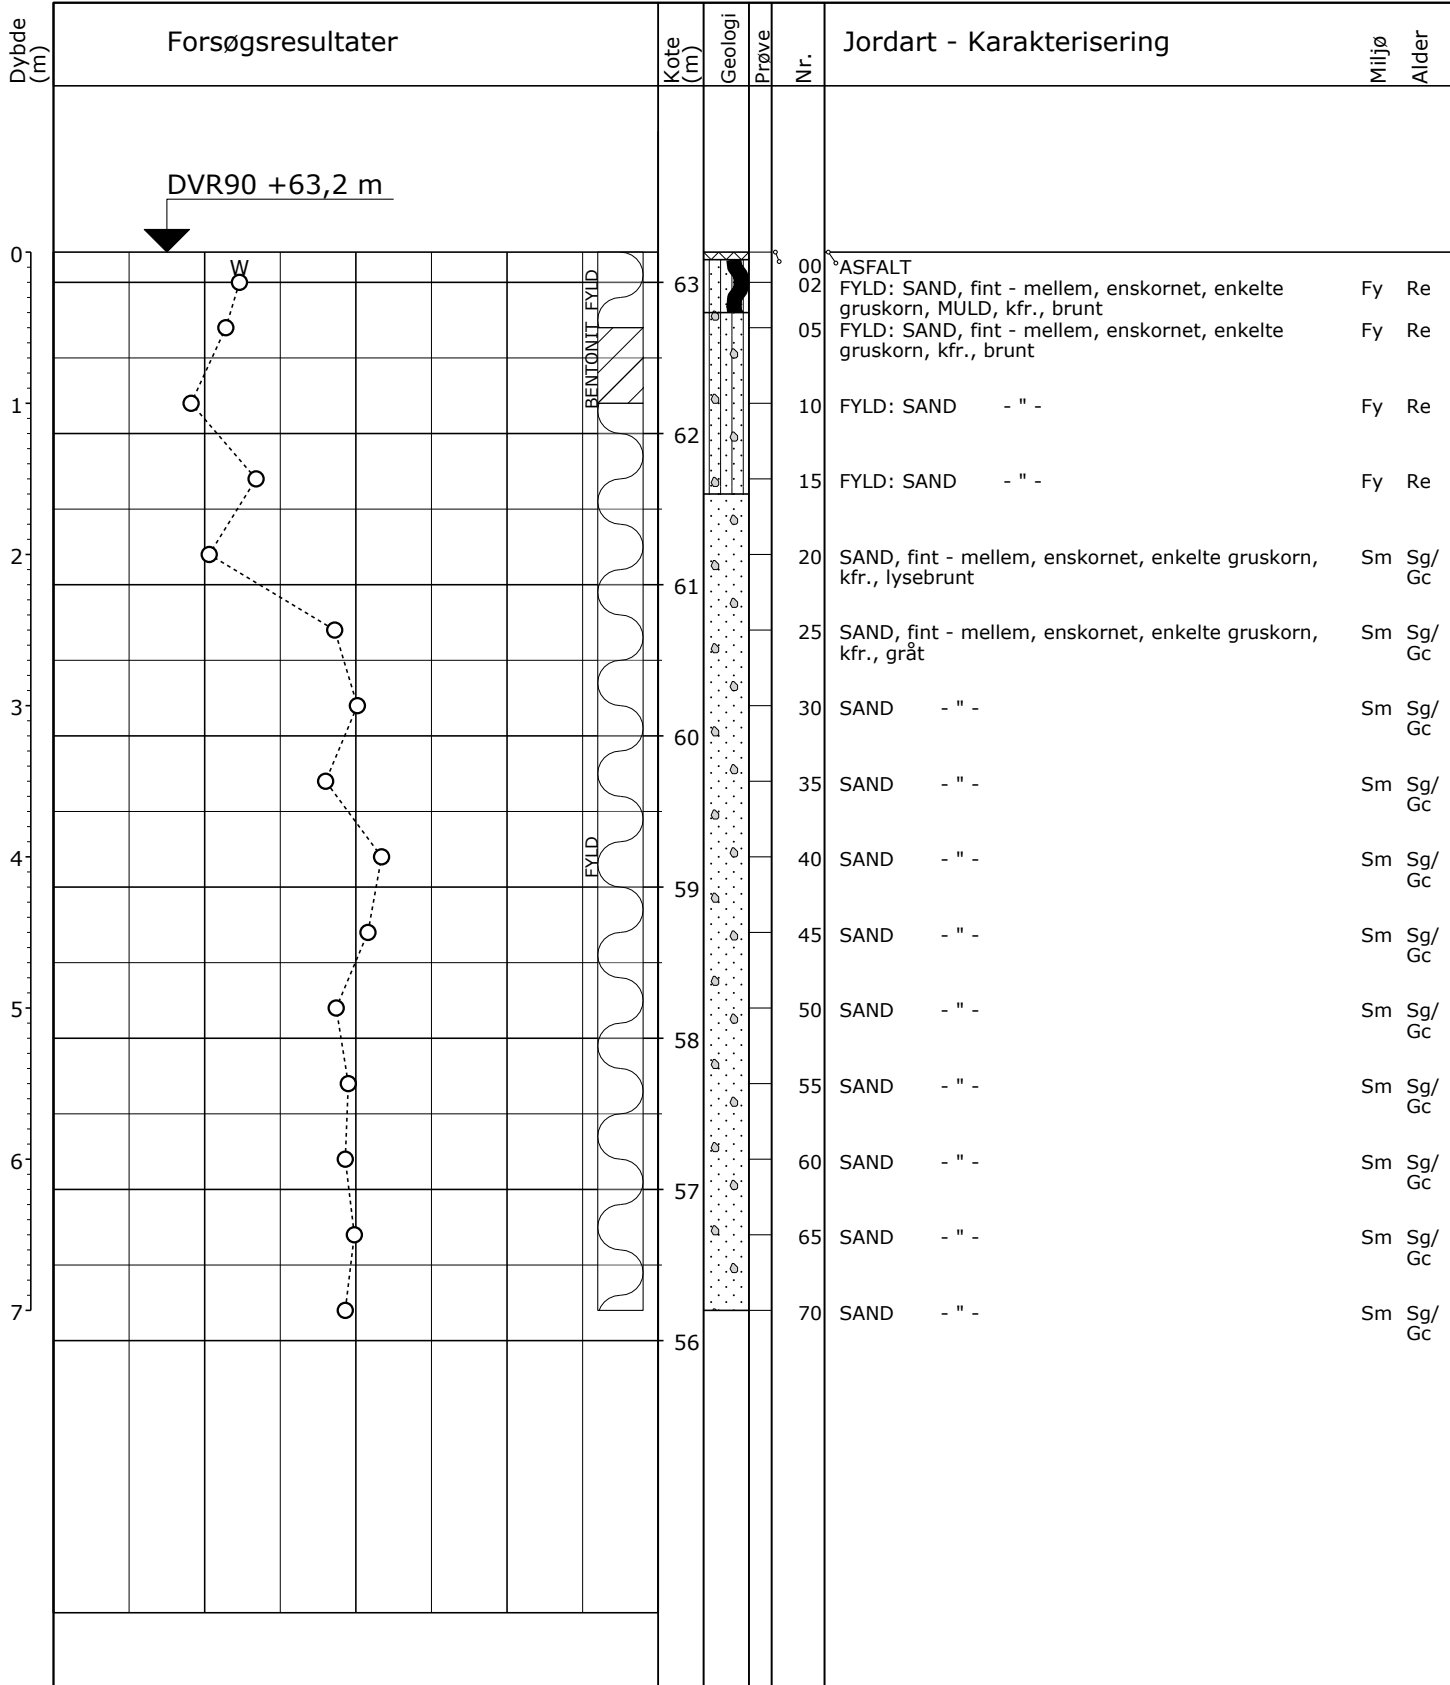 Dybde (m)
Forsøgsresultater
Kote (m)
Geologi
Prøve
Nr.
Jordart - Karakterisering
Miljø
Alder
DVR90 +63,2 m
W
0
1
2
3
4
5
6
7
FYLD
BENTONIT
FYLD
63
62
61
60
59
58
57
56
00 ASFALT
02 FYLD: SAND, fint - mellem, enskornet, enkelte Fy Re
gruskorn, MULD, kfr., brunt
05 FYLD: SAND, fint - mellem, enskornet, enkelte Fy Re
gruskorn, kfr., brunt
10 FYLD: SAND - " - Fy Re
15 FYLD: SAND - " - Fy Re
20 SAND, fint - mellem, enskornet, enkelte gruskorn, Sm Sg/
kfr., lysebrunt Gc
25 SAND, fint - mellem, enskornet, enkelte gruskorn, Sm Sg/
kfr., gråt Gc
30 SAND - " - Sm Sg/
Gc
35 SAND - " - Sm Sg/
Gc
40 SAND - " - Sm Sg/
Gc
45 SAND - " - Sm Sg/
Gc
50 SAND - " - Sm Sg/
Gc
55 SAND - " - Sm Sg/
Gc
60 SAND - " - Sm Sg/
Gc
65 SAND - " - Sm Sg/
Gc
70 SAND - " - Sm Sg/
Gc